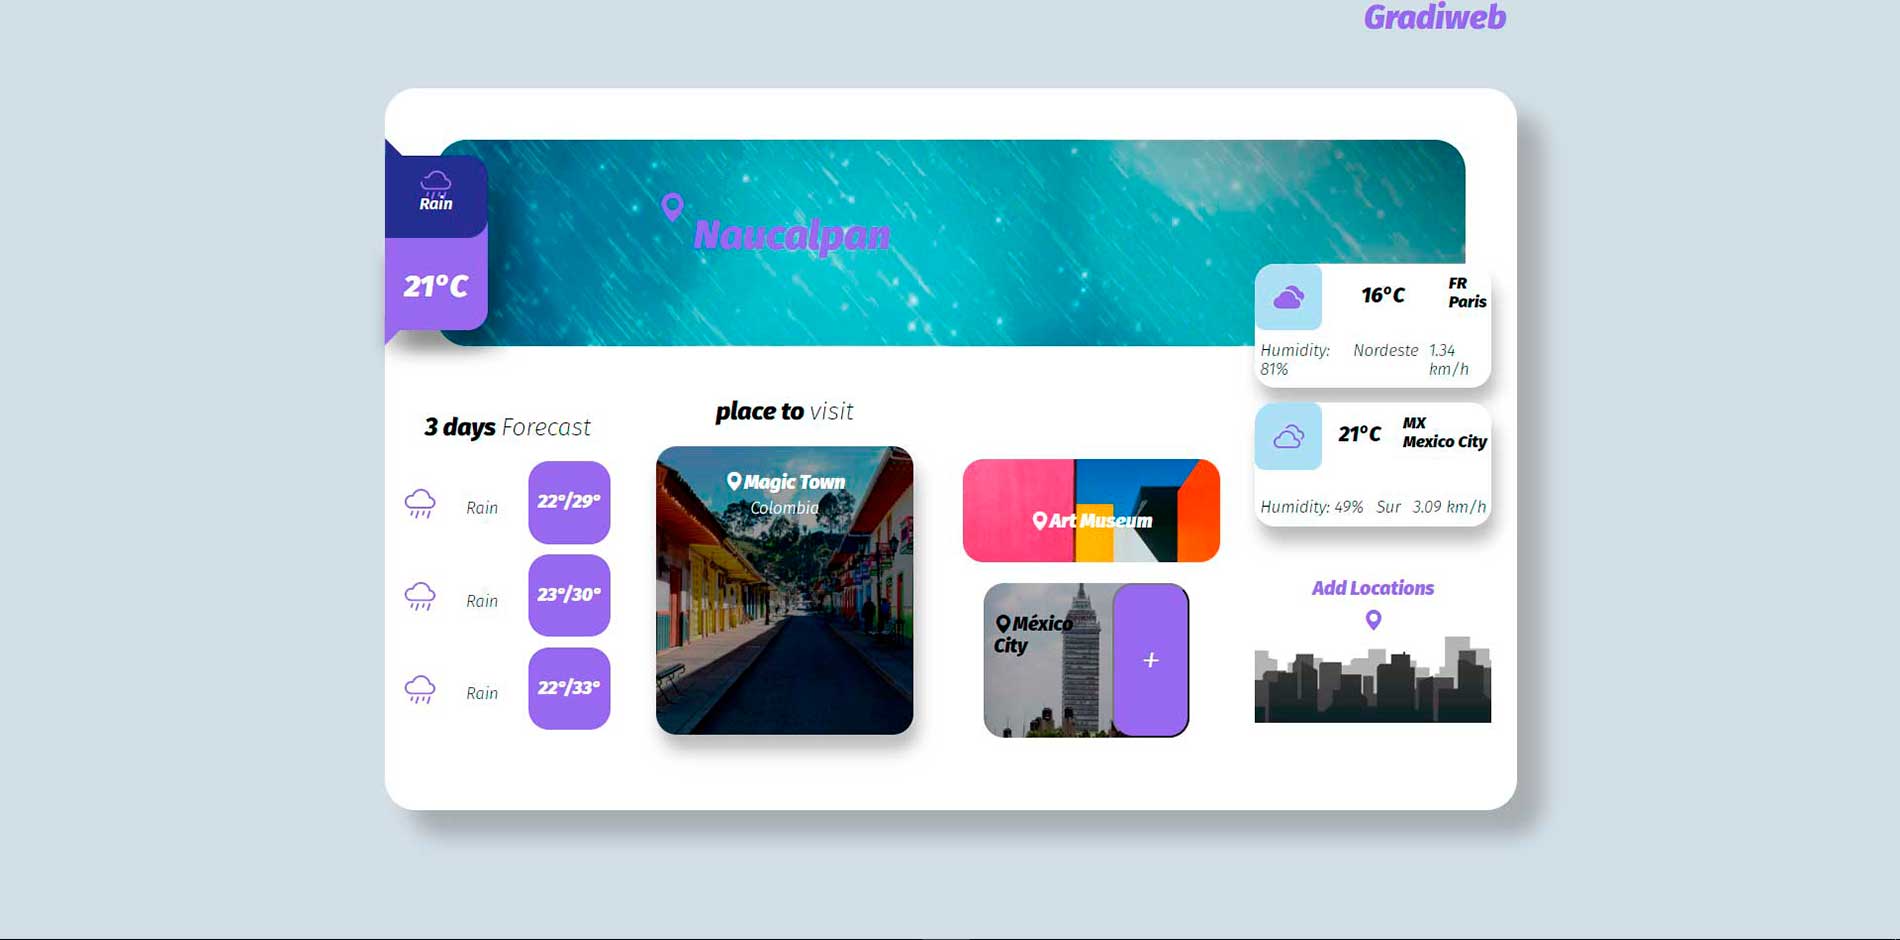 Gradiweb
Rain
21°C
Naucalpan
16°C
FR
Paris
Humidity:
81%
Nordeste
1.34
km/h
21°C
MX
Mexico City
Humidity: 49% Sur 3.09 km/h
3 days Forecast
Rain
22°/29°
Rain
23°/30°
Rain
22°/33°
place to visit
Magic Town
Colombia
Art Museum
México
City
+
Add Locations